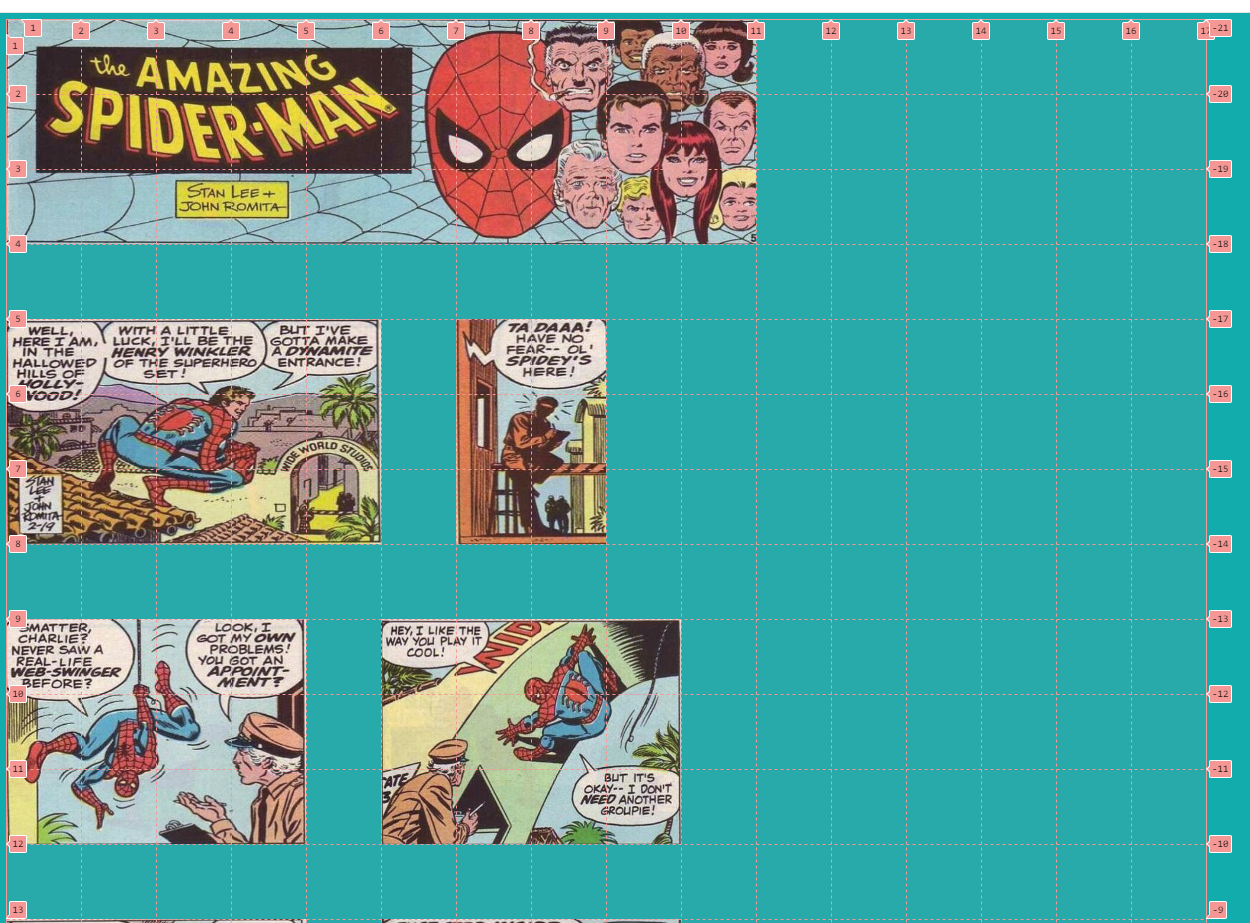 1 2 3 4 5 6 7 8 9 10 11 12 13 14 15 16 17 -21
1
the AMAZING
SPIDER-MAN
2 -20
3 -19
STAN LEE +
JOHN ROMITA
4 5 -18
5 -17
WELL,
HERE I AM,
IN THE
HALLOWED
HILLS OF
HOLLY-
WOOD!
WITH A LITTLE
LUCK, I'LL BE THE
HENRY WINKLER
OF THE SUPERHERO
SET!
BUT I'VE
GOTTA MAKE
A DYNAMITE
ENTRANCE!
TA DAAA!
HAVE NO
FEAR-- OL'
SPIDEY'S
HERE!
6 -16
WIDE WORLD STUDIOS
7 -15
STAN
LEE
+
JOHN
ROMITA
2-19
8 -14
9 -13
SMATTER,
CHARLIE?
NEVER SAW A
REAL-LIFE
WEB-SWINGER
BEFORE?
LOOK, I
GOT MY OWN
PROBLEMS!
YOU GOT AN
APPOINT-
MENT?
HEY, I LIKE THE
WAY YOU PLAY IT
COOL!
WID
10 -12
11 -11
BUT IT'S
OKAY-- I DON'T
NEED ANOTHER
GROUPIE!
12 -10
13 -9